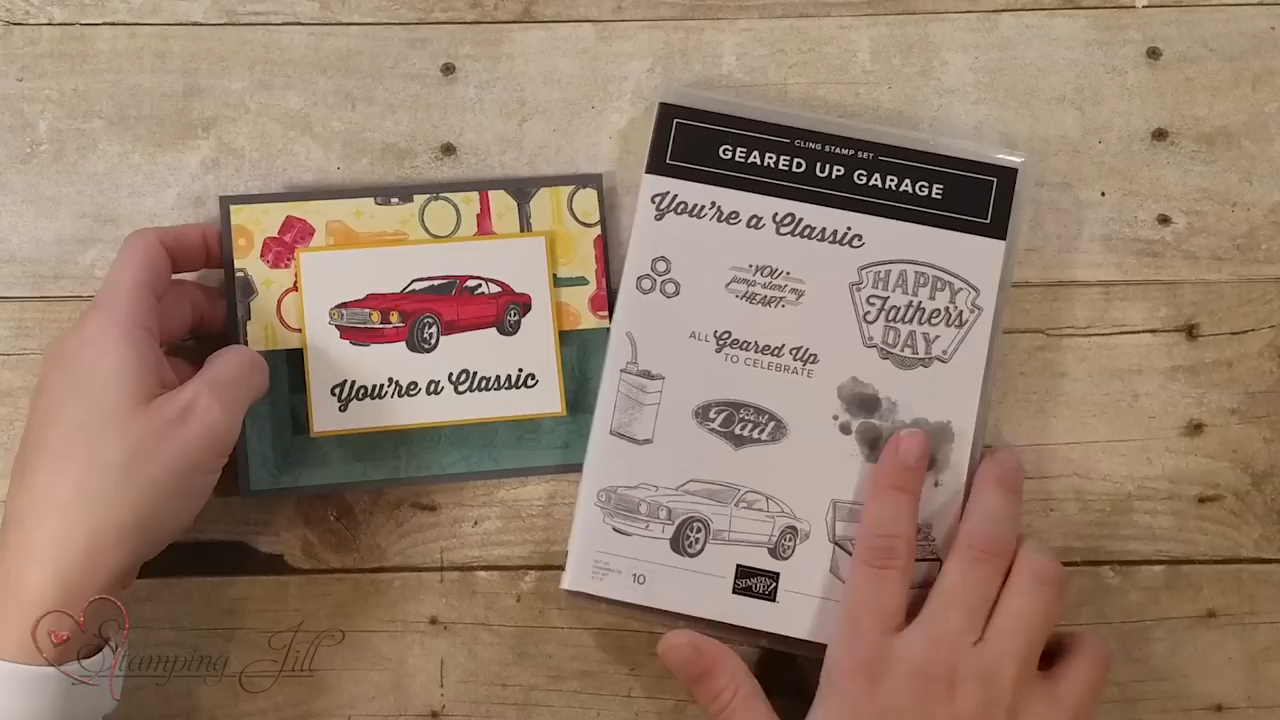 CLING STAMP SET
GEARED UP GARAGE
You're a Classic
YOU
jump-start my
HEART
HAPPY
Father's
DAY
ALL Geared Up
TO CELEBRATE
Best
Dad
10
STAMPIN'
UP!
You're a Classic
Stamping Jill